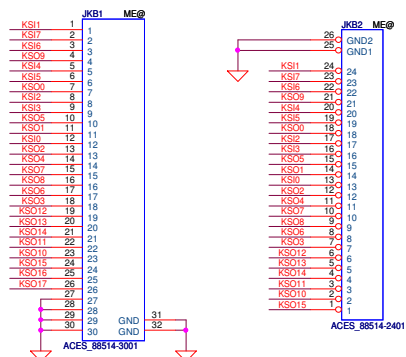 JKB1 ME@
KSI1 1 1
KSI7 2 2
KSI6 3 3
KSO9 4 4
KSI4 5 5
KSI5 6 6
KSO0 7 7
KSI2 8 8
KSI3 9 9
KSO5 10 10
KSO1 11 11
KSI0 12 12
KSO2 13 13
KSO4 14 14
KSO7 15 15
KSO8 16 16
KSO6 17 17
KSO3 18 18
KSO12 19 19
KSO13 20 20
KSO14 21 21
KSO11 22 22
KSO10 23 23
KSO15 24 24
KSO16 25 25
KSO17 26 26
27 27
28 28
29 29 GND 31
30 30 GND 32
ACES_88514-3001
JKB2 ME@
26 GND2
25 GND1
KSI1 24 24
KSI7 23 23
KSI6 22 22
KSO9 21 21
KSI4 20 20
KSI5 19 19
KSO0 18 18
KSI2 17 17
KSI3 16 16
KSO5 15 15
KSO1 14 14
KSI0 13 13
KSO2 12 12
KSO4 11 11
KSO7 10 10
KSO8 9 9
KSO6 8 8
KSO3 7 7
KSO12 6 6
KSO13 5 5
KSO14 4 4
KSO11 3 3
KSO10 2 2
KSO15 1 1
ACES_88514-2401